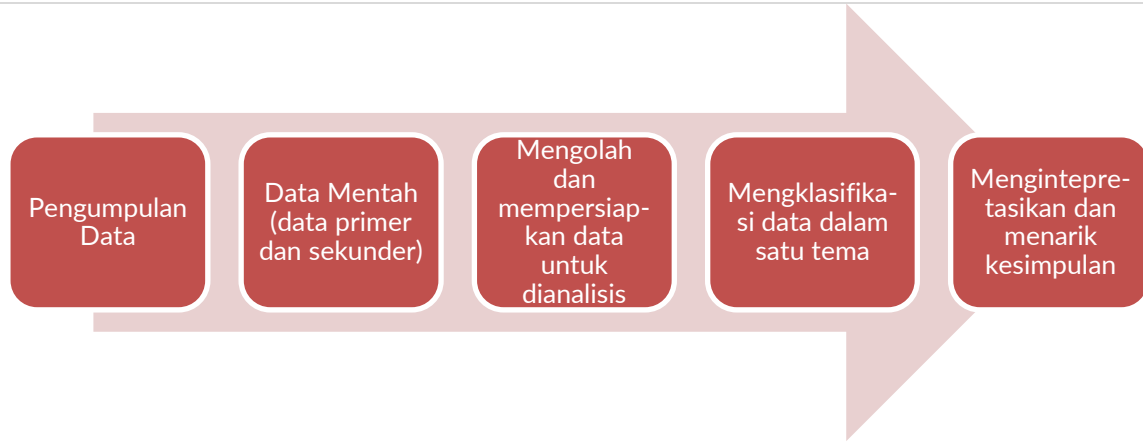 Pengumpulan
Data
Data Mentah
(data primer
dan sekunder)
Mengolah
dan
mempersiap-
kan data
untuk
dianalisis
Mengklasifika-
si data dalam
satu tema
Mengintepre-
tasikan dan
menarik
kesimpulan